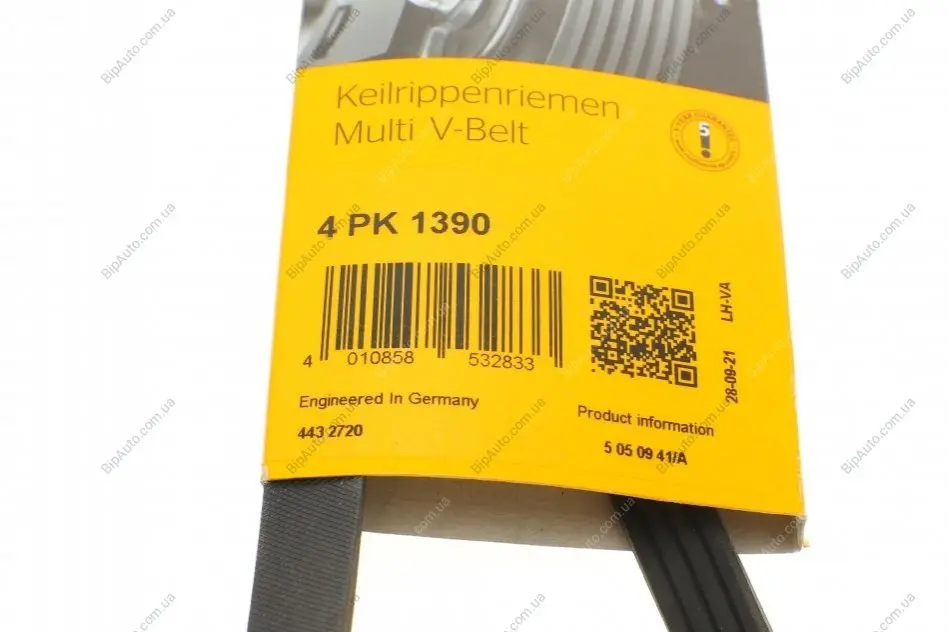 Keilrippenriemen
Multi V-Belt
5
4 PK 1390
4 010858 532833
LH-VA
28-09-21
Engineered In Germany
443 2720
Product information
5 05 09 41/A
BipAuto.com.ua